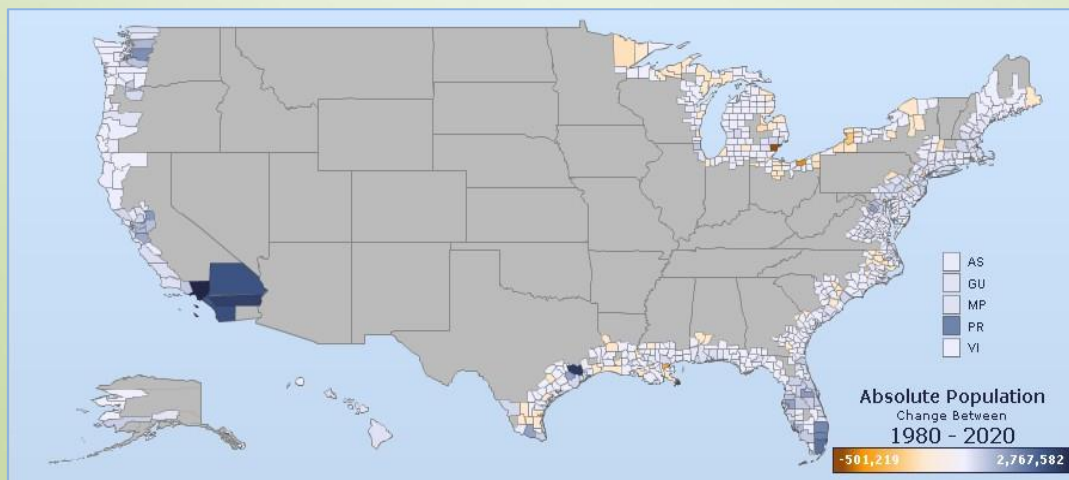 AS
GU
MP
PR
VI
Absolute Population
Change Between
1980 - 2020
-501,219 2,767,582